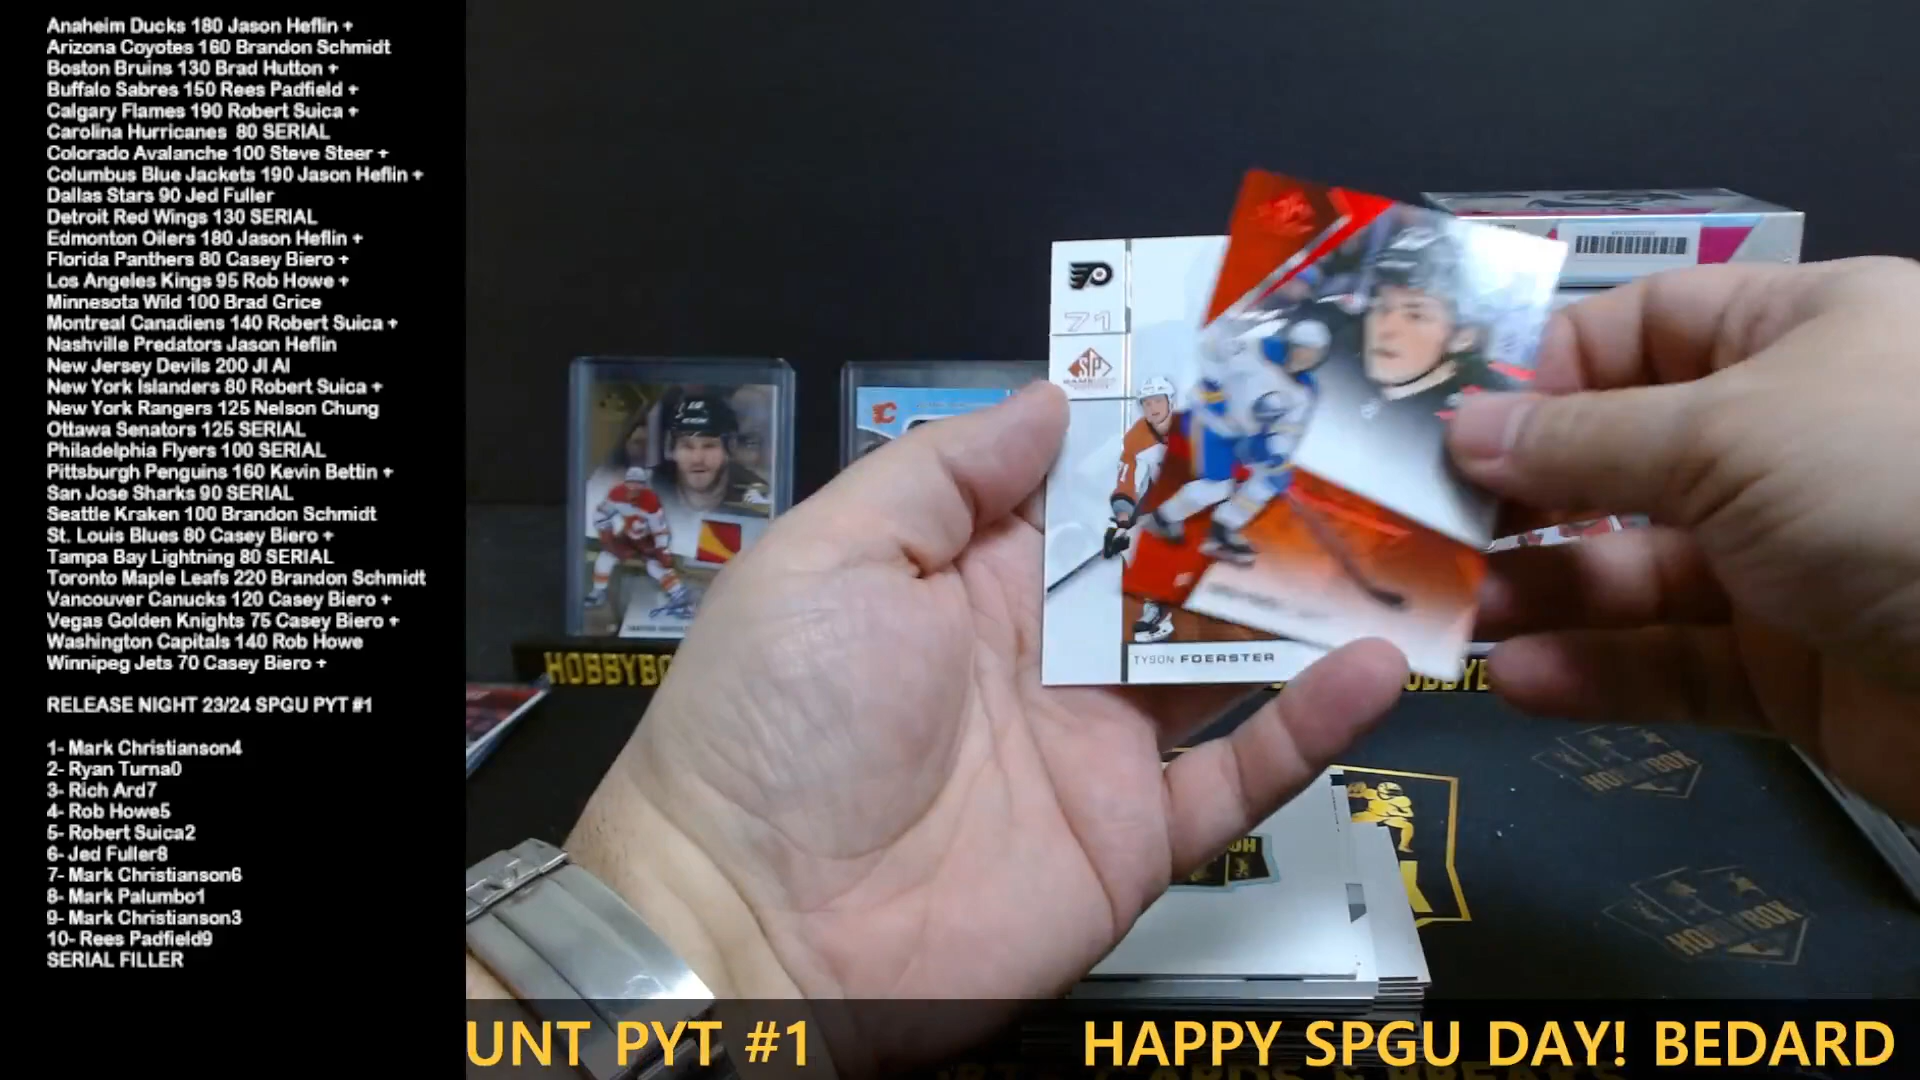 Anaheim Ducks 180 Jason Heflin +
Arizona Coyotes 160 Brandon Schmidt
Boston Bruins 130 Brad Hutton +
Buffalo Sabres 150 Rees Padfield +
Calgary Flames 190 Robert Suica +
Carolina Hurricanes 80 SERIAL
Colorado Avalanche 100 Steve Steer +
Columbus Blue Jackets 190 Jason Heflin +
Dallas Stars 90 Jed Fuller
Detroit Red Wings 130 SERIAL
Edmonton Oilers 180 Jason Heflin +
Florida Panthers 80 Casey Biero +
Los Angeles Kings 95 Rob Howe +
Minnesota Wild 100 Brad Grice
Montreal Canadiens 140 Robert Suica +
Nashville Predators Jason Heflin
New Jersey Devils 200 JI AI
New York Islanders 80 Robert Suica +
New York Rangers 125 Nelson Chung
Ottawa Senators 125 SERIAL
Philadelphia Flyers 100 SERIAL
Pittsburgh Penguins 160 Kevin Bettin +
San Jose Sharks 90 SERIAL
Seattle Kraken 100 Brandon Schmidt
St. Louis Blues 80 Casey Biero +
Tampa Bay Lightning 80 SERIAL
Toronto Maple Leafs 220 Brandon Schmidt
Vancouver Canucks 120 Casey Biero +
Vegas Golden Knights 75 Casey Biero +
Washington Capitals 140 Rob Howe
Winnipeg Jets 70 Casey Biero +
RELEASE NIGHT 23/24 SPGU PYT #1
1- Mark Christianson4
2- Ryan Turna0
3- Rich Ard7
4- Rob Howe5
5- Robert Suica2
6- Jed Fuller8
7- Mark Christianson6
8- Mark Palumbo1
9- Mark Christianson3
10- Rees Padfield9
SERIAL FILLER
71
SP
TYSON FOERSTER
HOBBYBO
HOBBYBOX
UNT PYT #1 HAPPY SPGU DAY! BEDARD